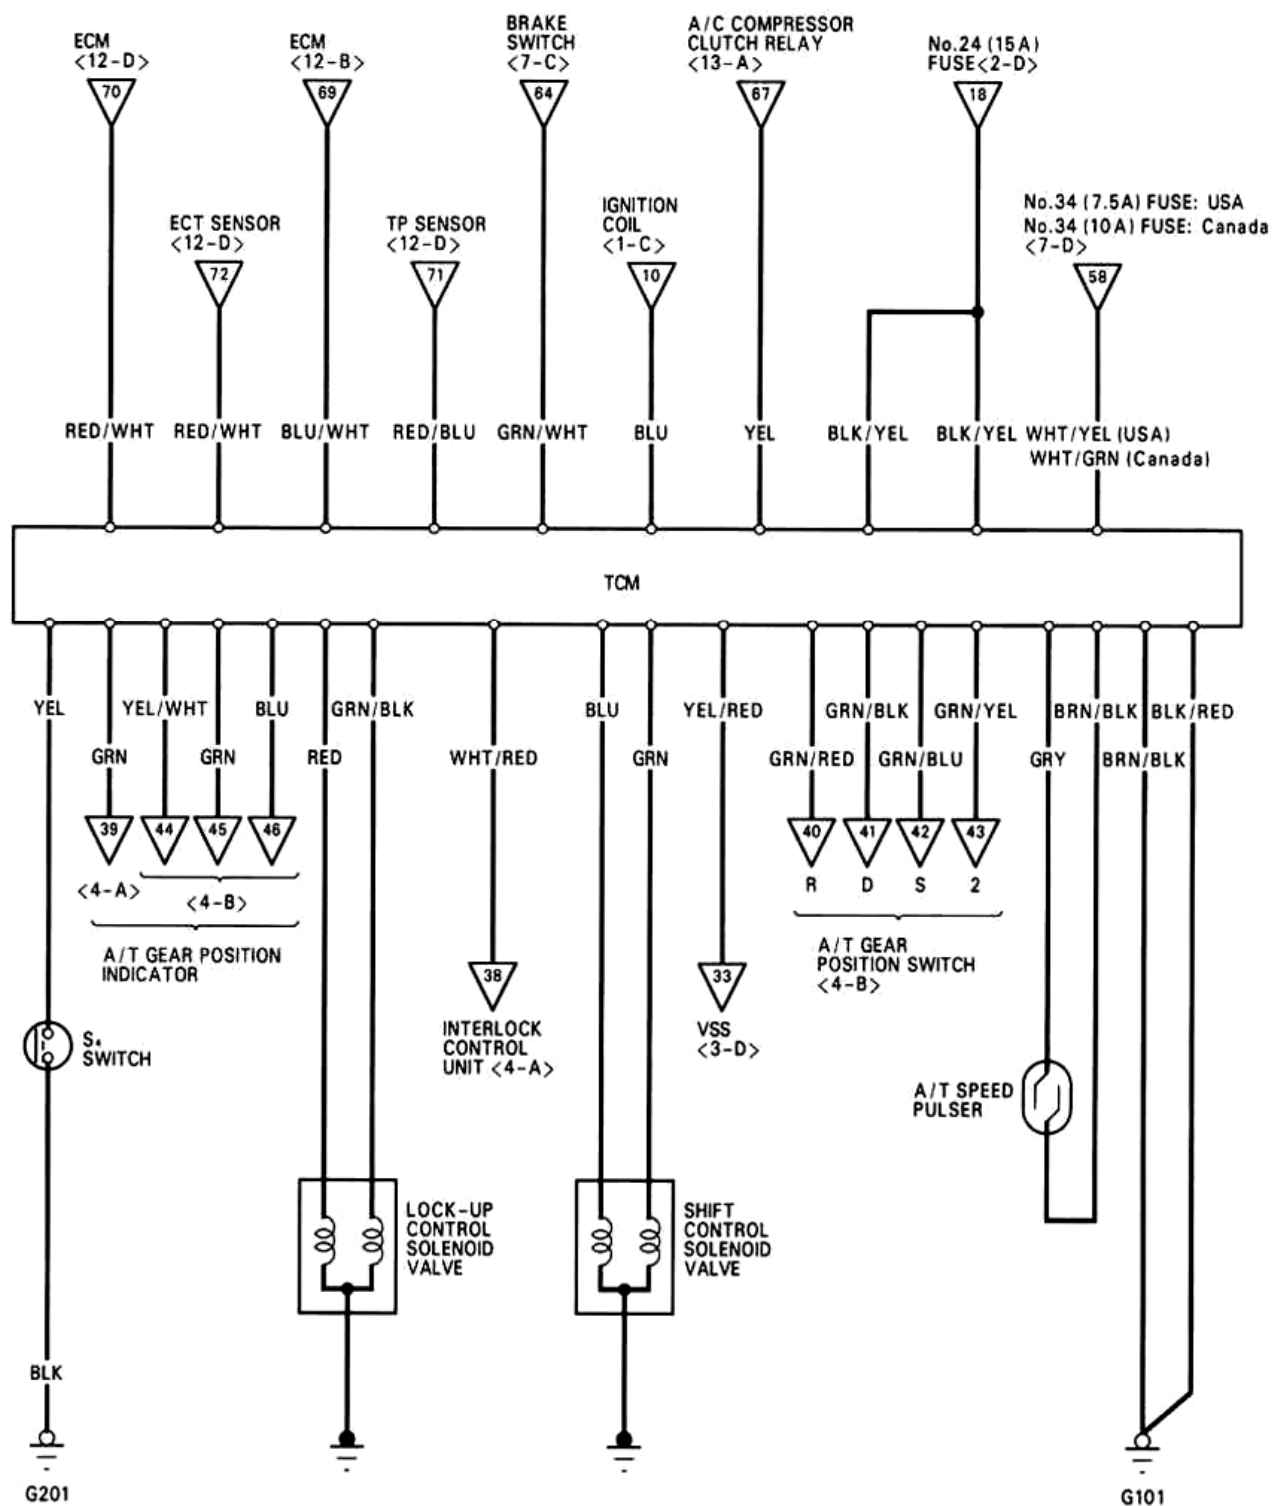 ECM
<12-D>
70
ECM
<12-B>
69
BRAKE
SWITCH
<7-C>
64
A/C COMPRESSOR
CLUTCH RELAY
<13-A>
67
No.24 (15A)
FUSE<2-D>
18
ECT SENSOR
<12-D>
72
TP SENSOR
<12-D>
71
IGNITION
COIL
<1-C>
10
No.34 (7.5A) FUSE: USA
No.34 (10A) FUSE: Canada
<7-D>
58
RED/WHT
RED/WHT
BLU/WHT
RED/BLU
GRN/WHT
BLU
YEL
BLK/YEL
BLK/YEL
WHT/YEL (USA)
WHT/GRN (Canada)
TCM
YEL
YEL/WHT
BLU
GRN/BLK
BLU
YEL/RED
GRN/BLK
GRN/YEL
BRN/BLK
BLK/RED
GRN
GRN
RED
WHT/RED
GRN
GRN/RED
GRN/BLU
GRY
BRN/BLK
39
44
45
46
40
41
42
43
<4-A>
<4-B>
R
D
S
2
A/T GEAR POSITION
INDICATOR
A/T GEAR
POSITION SWITCH
<4-B>
38
INTERLOCK
CONTROL
UNIT <4-A>
33
VSS
<3-D>
S₄
SWITCH
A/T SPEED
PULSER
LOCK-UP
CONTROL
SOLENOID
VALVE
SHIFT
CONTROL
SOLENOID
VALVE
BLK
G201
G101